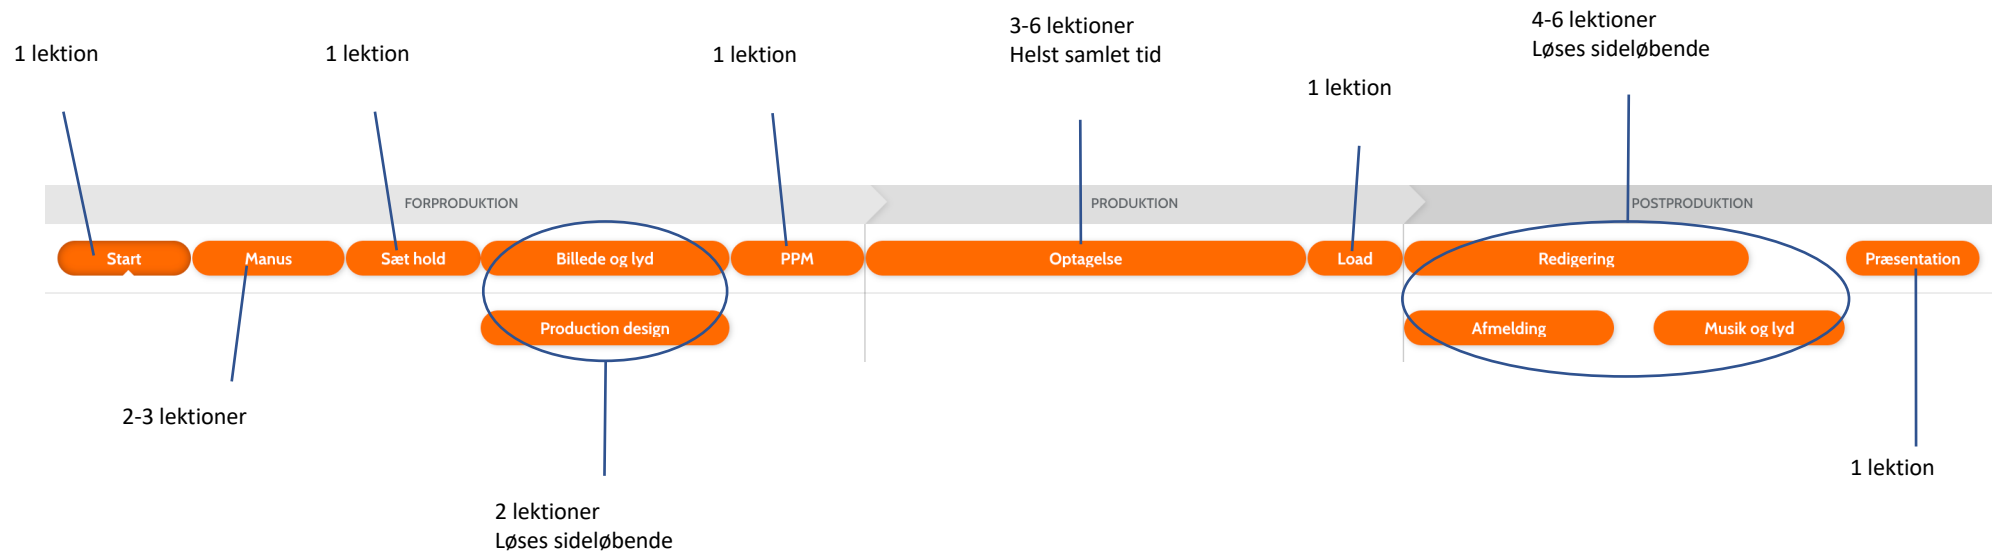 1 lektion
1 lektion
1 lektion
3-6 lektioner
Helst samlet tid
1 lektion
4-6 lektioner
Løses sideløbende
FORPRODUKTION
PRODUKTION
POSTPRODUKTION
Start
Manus
Sæt hold
Billede og lyd
PPM
Optagelse
Load
Redigering
Præsentation
Production design
Afmelding
Musik og lyd
2-3 lektioner
1 lektion
2 lektioner
Løses sideløbende